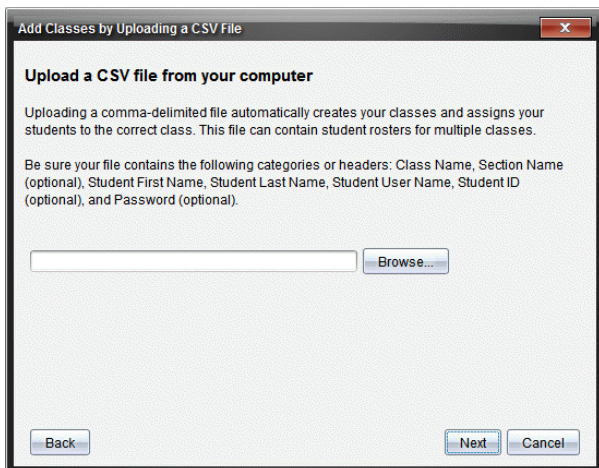 Add Classes by Uploading a CSV File
Upload a CSV file from your computer
Uploading a comma-delimited file automatically creates your classes and assigns your
students to the correct class. This file can contain student rosters for multiple classes.
Be sure your file contains the following categories or headers: Class Name, Section Name
(optional), Student First Name, Student Last Name, Student User Name, Student ID
(optional), and Password (optional).
Browse...
Back Next Cancel